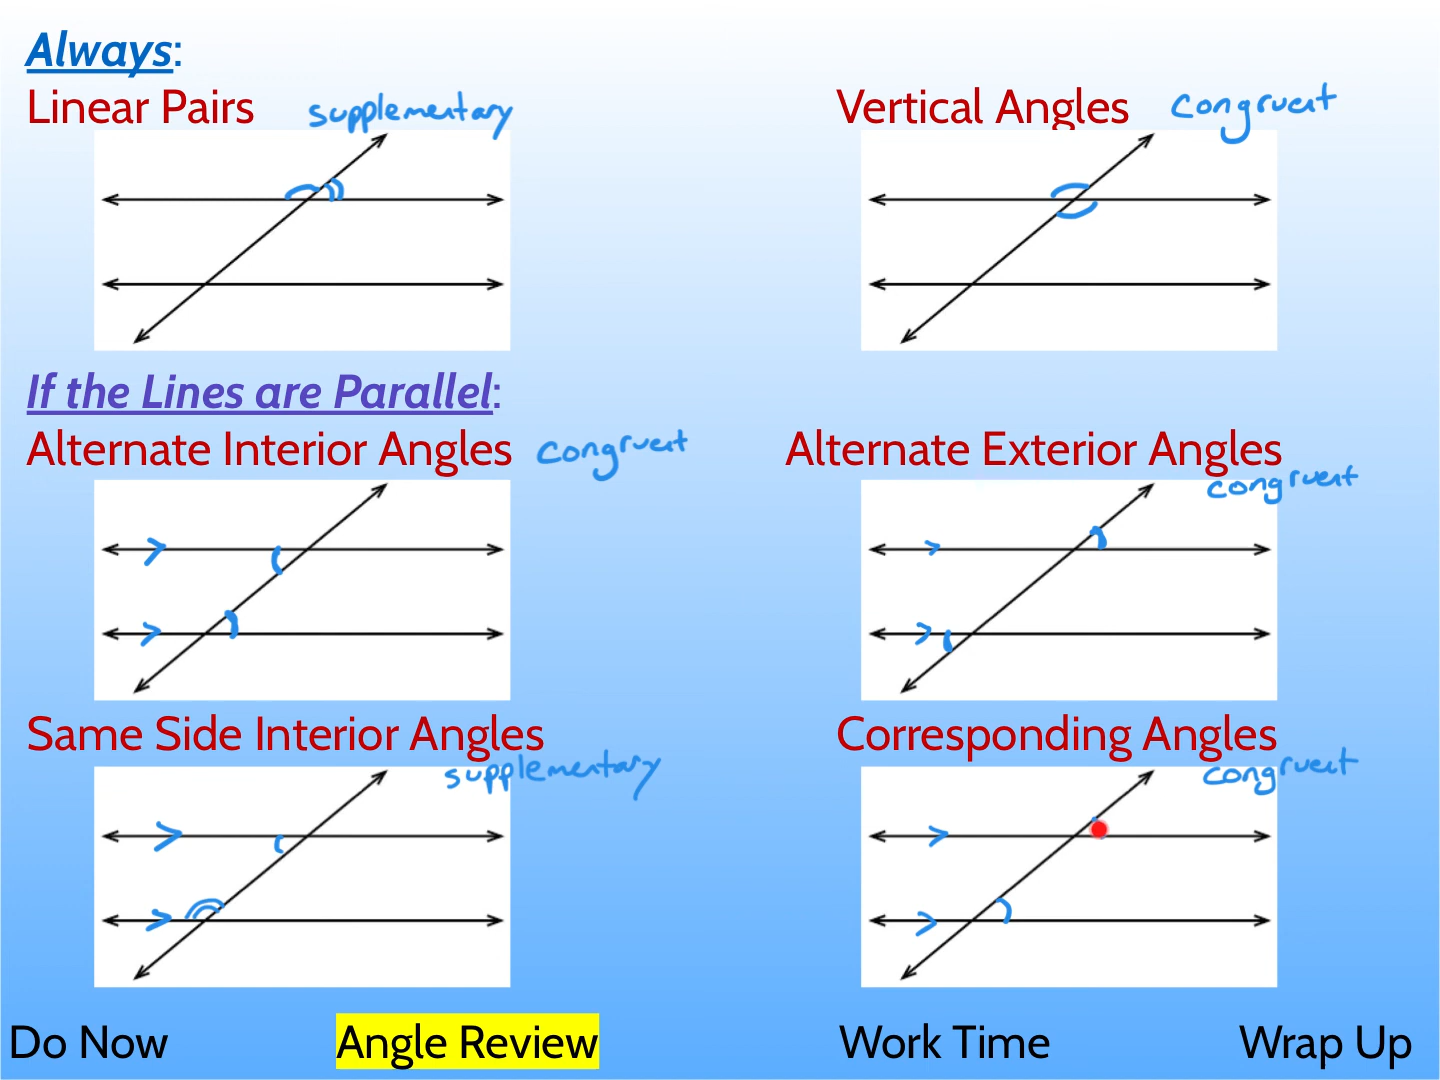 Always:
Linear Pairs supplementary
Vertical Angles congruent
If the Lines are Parallel:
Alternate Interior Angles congruent
Alternate Exterior Angles
congruent
Same Side Interior Angles
supplementary
Corresponding Angles
congruent
Do Now Angle Review Work Time Wrap Up